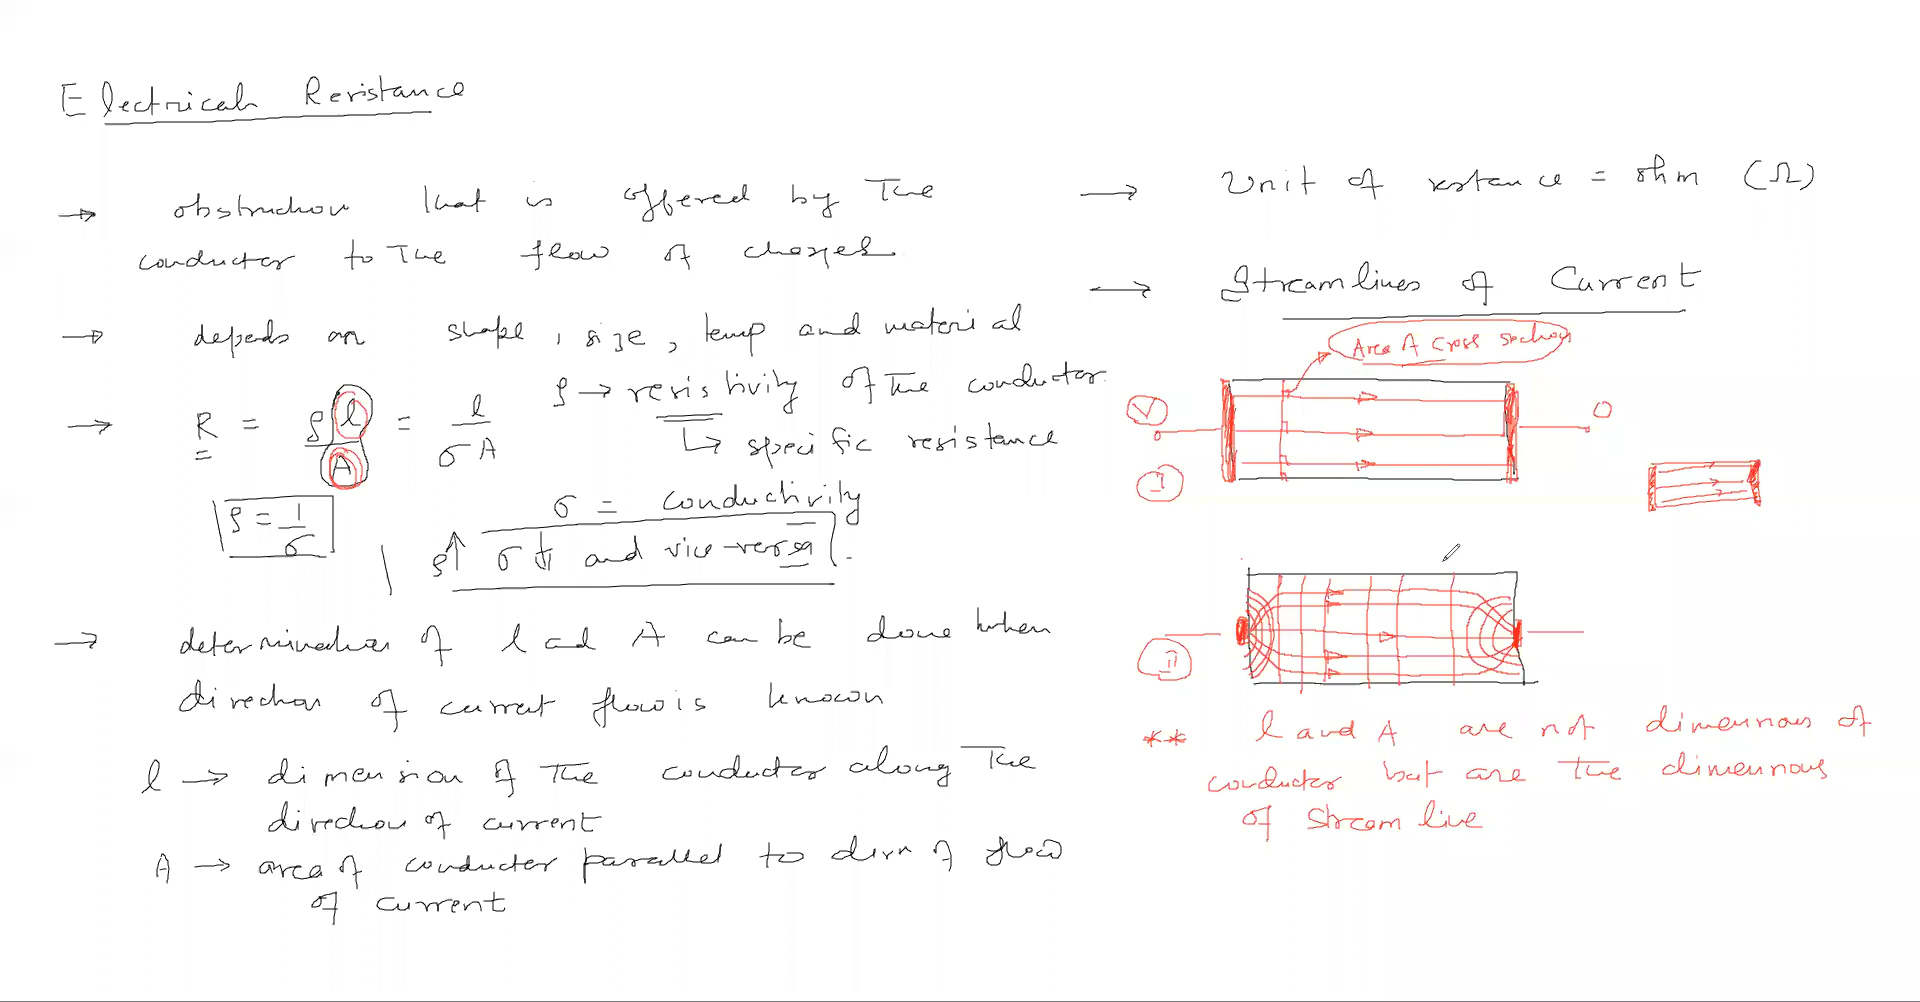 Electrical Resistance
→ obstruction that is offered by The
conductor to The flow of charges
→ depends on shape, size, temp and material
→ R = ρl/A = l/σA
ρ → resistivity of The conductor
↳ specific resistance
σ = conductivity
ρ = 1/σ
ρ↑ σ↓ and vice-versa.
→ determination of l and A can be done when
direction of current flow is known
l → dimension of The conductor along The
direction of current
A → area of conductor parallel to dirn of flow
of current
→ Unit of resistance = ohm (Ω)
→ Streamlines of Current
Area of cross section
V
0
I
II
** l and A are not dimensions of
conductor but are The dimensions
of Stream line